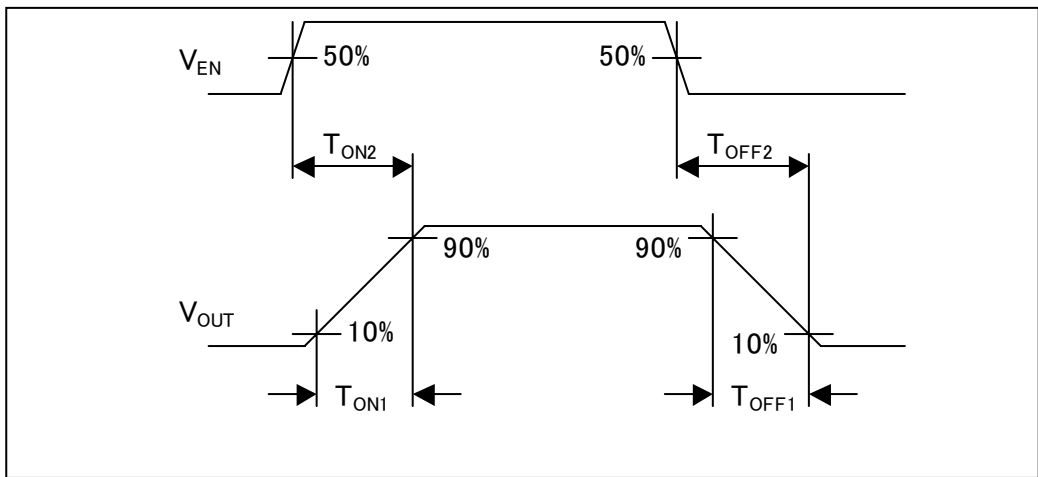 V_EN
50%
50%
T_ON2
T_OFF2
90%
90%
V_OUT
10%
10%
T_ON1
T_OFF1